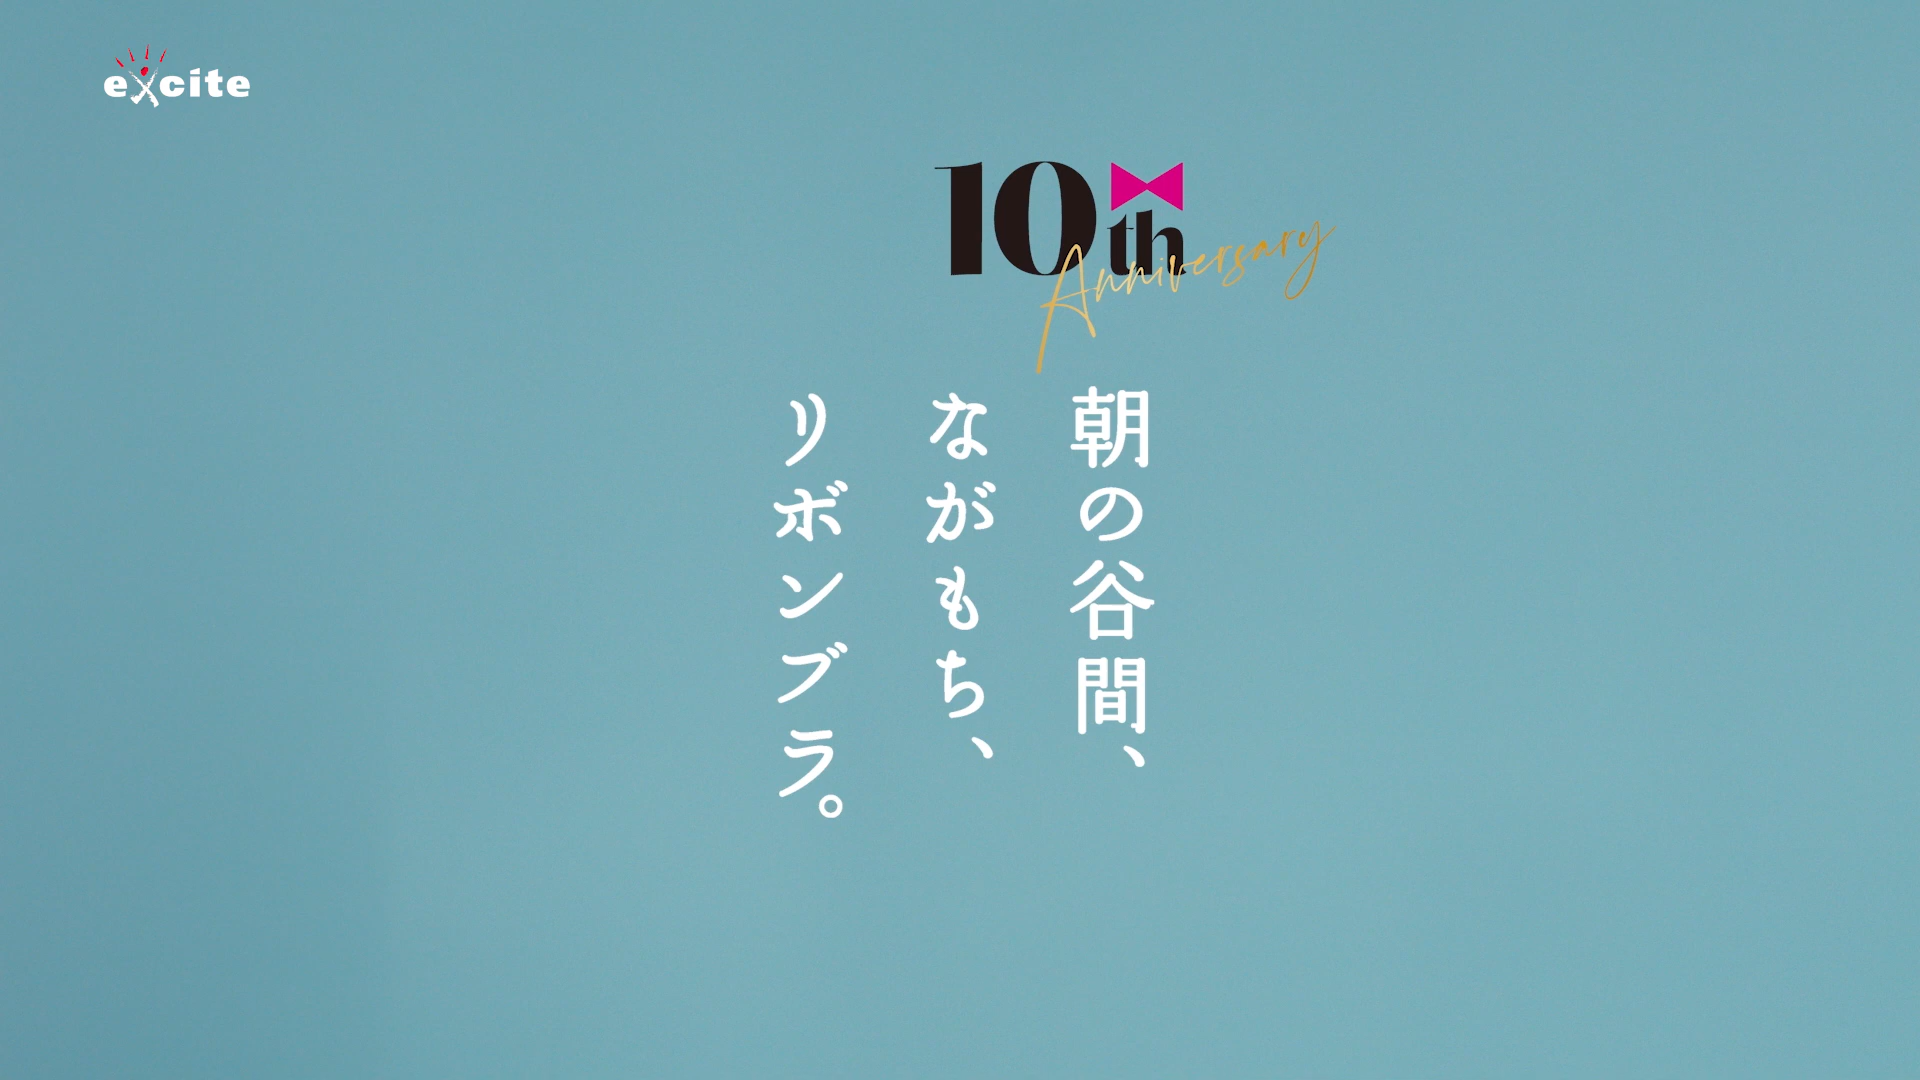 excite
10th
Anniversary
朝の谷間、
ながもち、
リボンブラ。